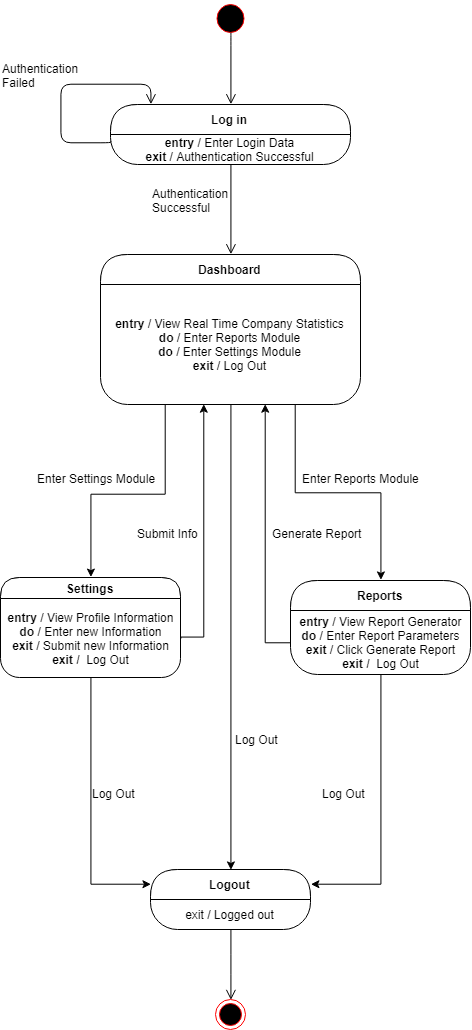 Authentication
Failed
Log in
entry / Enter Login Data
exit / Authentication Successful
Authentication
Successful
Dashboard
entry / View Real Time Company Statistics
do / Enter Reports Module
do / Enter Settings Module
exit / Log Out
Enter Settings Module
Enter Reports Module
Submit Info
Generate Report
Settings
entry / View Profile Information
do / Enter new Information
exit / Submit new Information
exit / Log Out
Reports
entry / View Report Generator
do / Enter Report Parameters
exit / Click Generate Report
exit / Log Out
Log Out
Log Out
Log Out
Logout
exit / Logged out